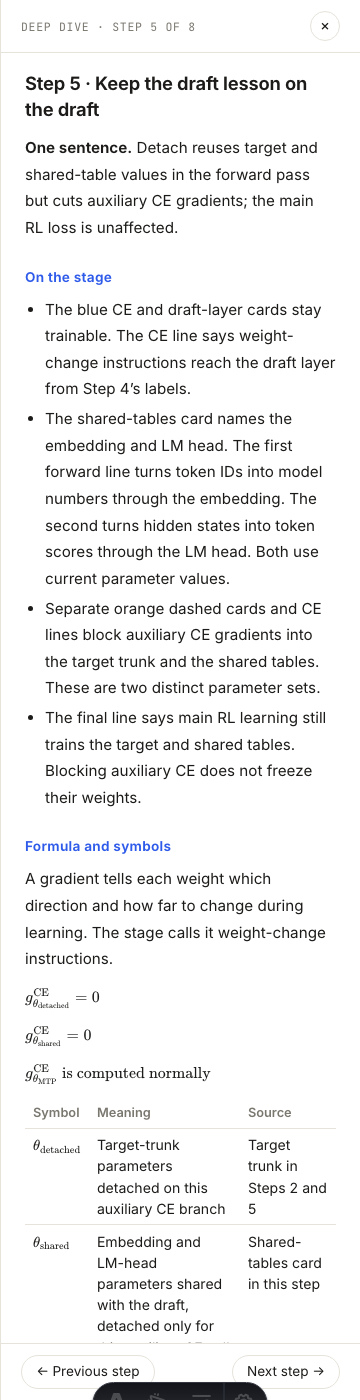 DEEP DIVE · STEP 5 OF 8
×
Step 5 · Keep the draft lesson on
the draft
One sentence. Detach reuses target and
shared-table values in the forward pass
but cuts auxiliary CE gradients; the main
RL loss is unaffected.
On the stage
• The blue CE and draft-layer cards stay
trainable. The CE line says weight-
change instructions reach the draft layer
from Step 4’s labels.
• The shared-tables card names the
embedding and LM head. The first
forward line turns token IDs into model
numbers through the embedding. The
second turns hidden states into token
scores through the LM head. Both use
current parameter values.
• Separate orange dashed cards and CE
lines block auxiliary CE gradients into
the target trunk and the shared tables.
These are two distinct parameter sets.
• The final line says main RL learning still
trains the target and shared tables.
Blocking auxiliary CE does not freeze
their weights.
Formula and symbols
A gradient tells each weight which
direction and how far to change during
learning. The stage calls it weight-change
instructions.
g^CE_θdetached = 0
g^CE_θshared = 0
g^CE_θMTP is computed normally
Symbol Meaning Source
θdetached Target-trunk Target
parameters trunk in
detached on this Steps 2 and
auxiliary CE branch 5
θshared Embedding and Shared-
LM-head tables card
parameters shared in this step
with the draft,
detached only for
← Previous step Next step →